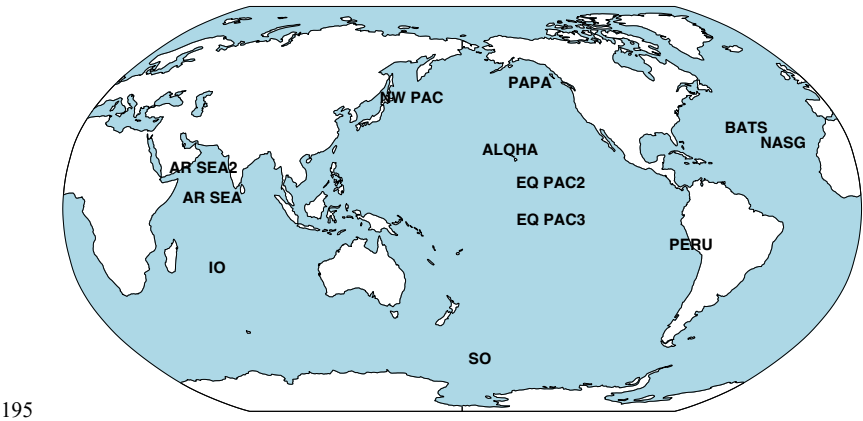 PAPA
NW PAC
BATS
NASG
ALOHA
AR SEA2
EQ PAC2
AR SEA
EQ PAC3
PERU
IO
SO
195